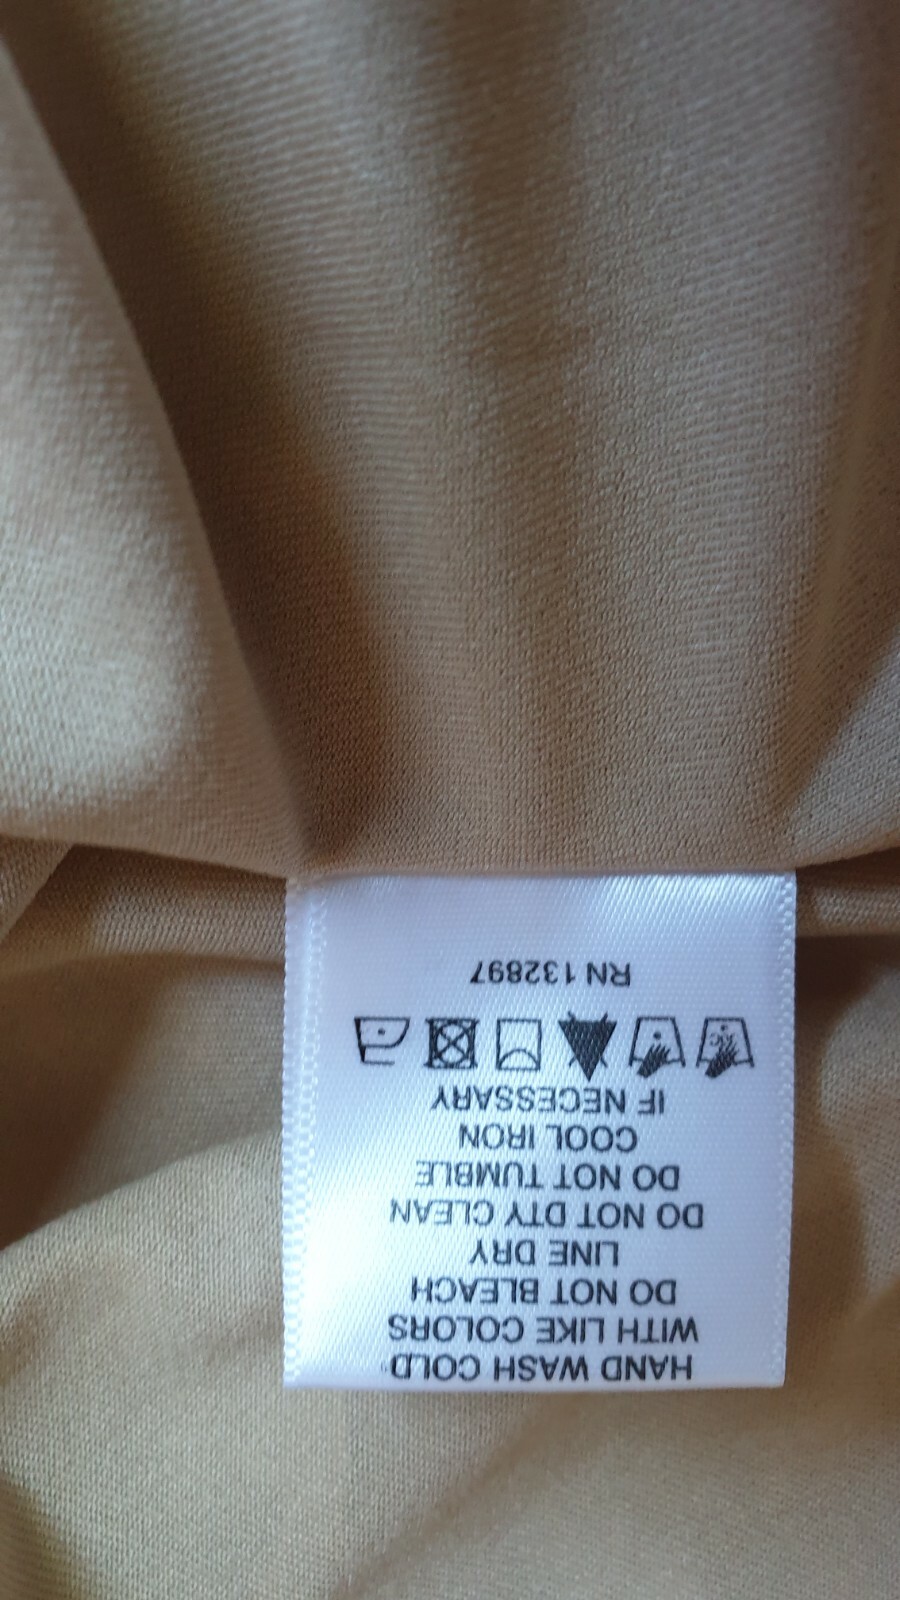 HAND WASH COLD
WITH LIKE COLORS
DO NOT BLEACH
LINE DRY
DO NOT DTY CLEAN
DO NOT TUMBLE
COOL IRON
IF NECESSARY
RN 132897